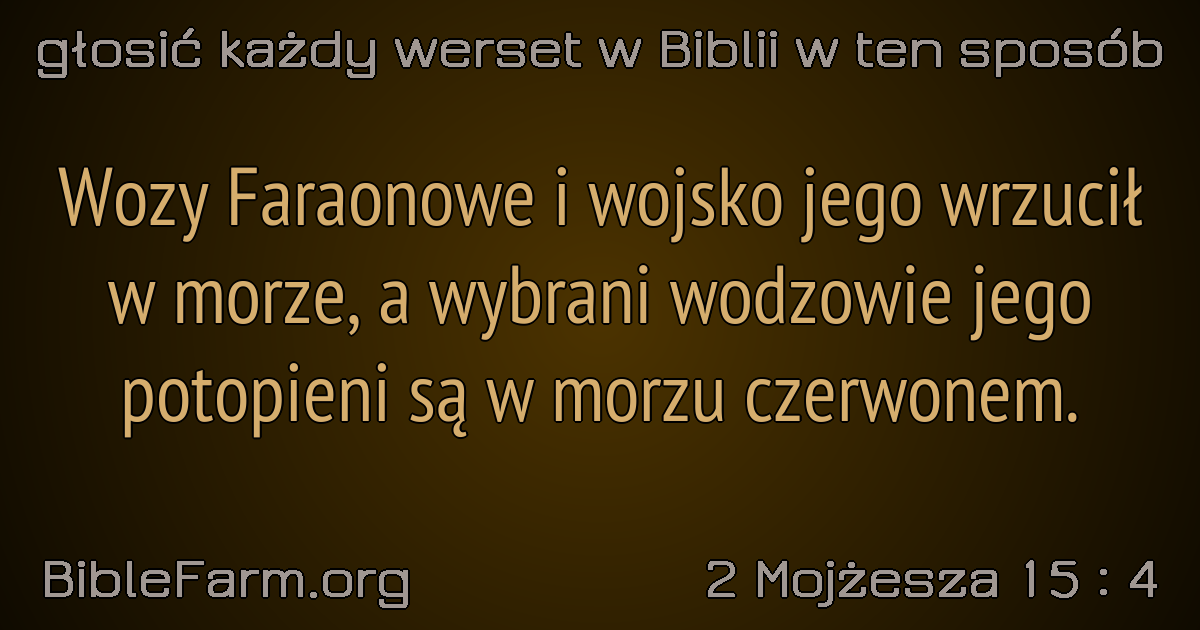 głosić każdy werset w Biblii w ten sposób
Wozy Faraonowe i wojsko jego wrzucił
w morze, a wybrani wodzowie jego
potopieni są w morzu czerwonem.
BibleFarm.org
2 Mojżesza 15 : 4